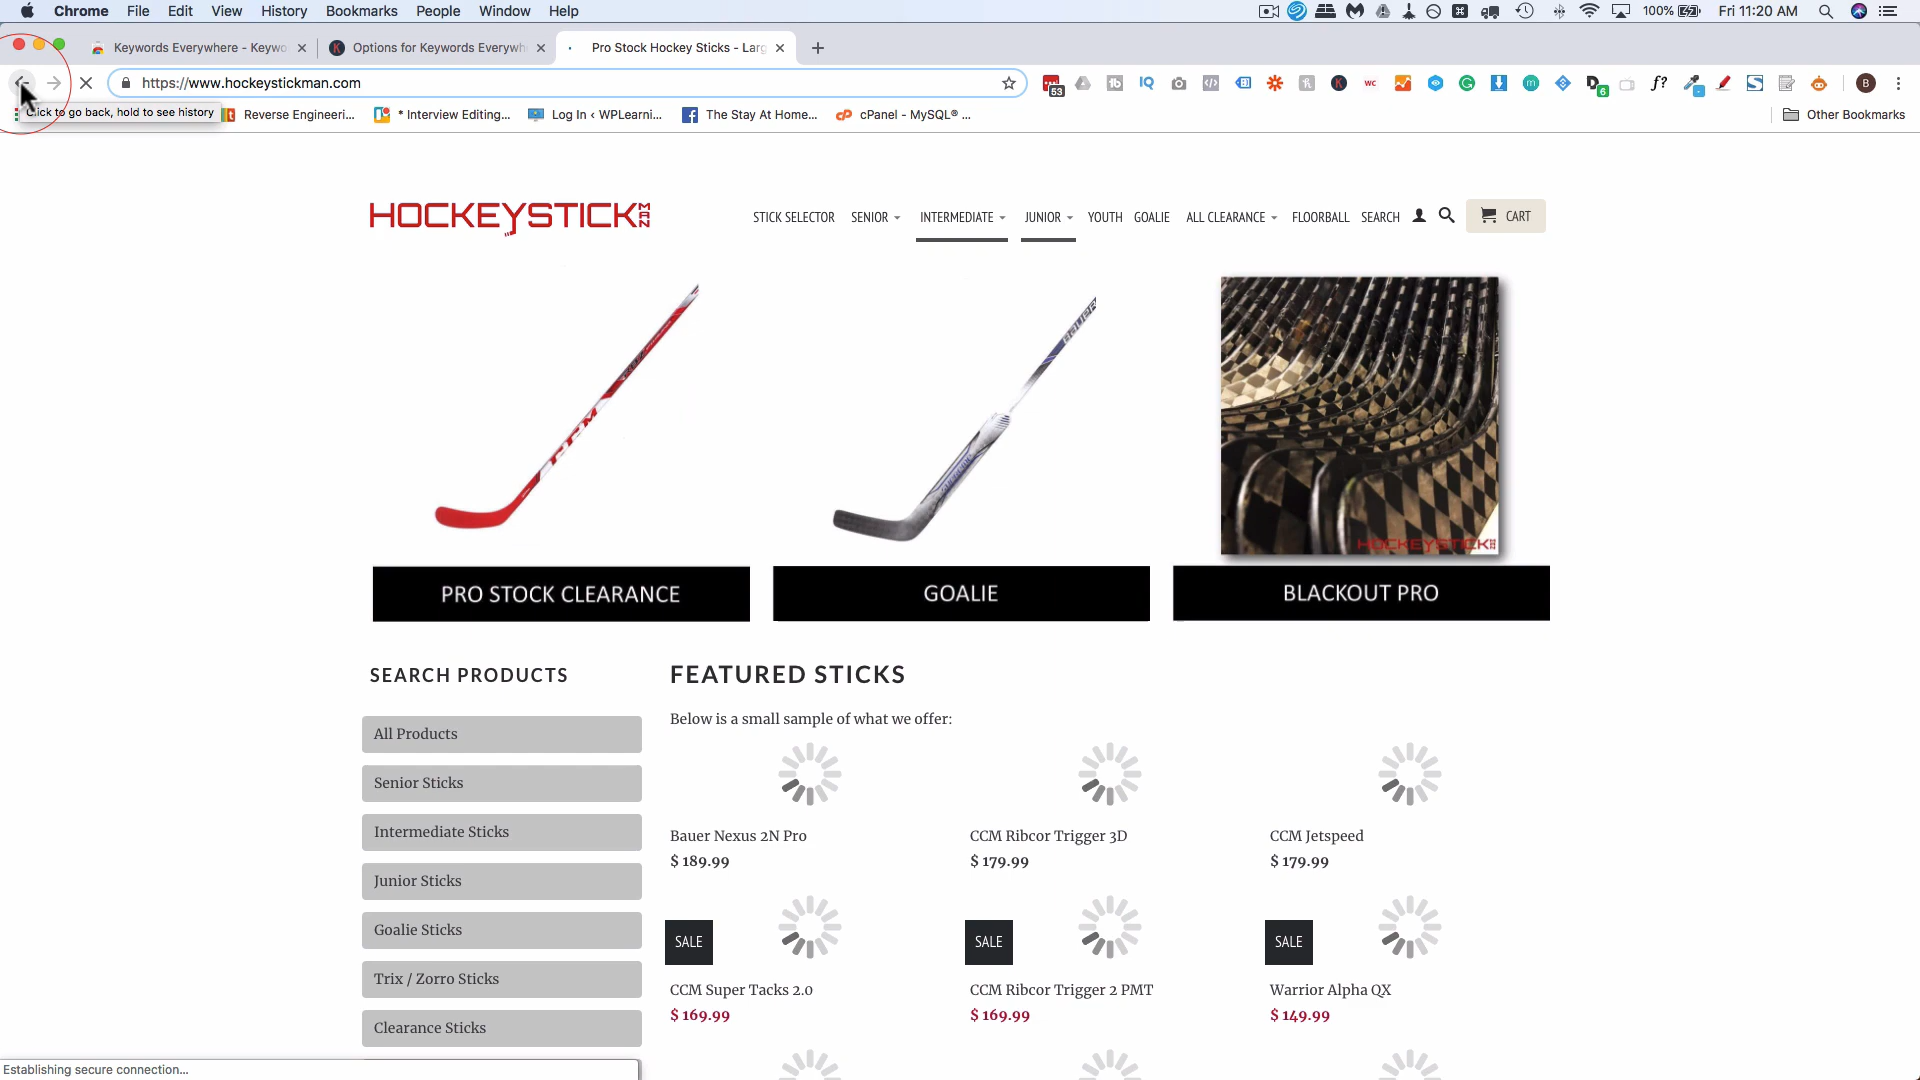 Chrome File Edit View History Bookmarks People Window Help
100% Fri 11:20 AM
Keywords Everywhere - Keywo
Options for Keywords Everywh
Pro Stock Hockey Sticks - Larg
https://www.hockeystickman.com
53
6
WC
f?
B
Click to go back, hold to see history
Reverse Engineeri...
* Interview Editing...
Log In ‹ WPLearni...
The Stay At Home...
cPanel - MySQL® ...
Other Bookmarks
HOCKEYSTICKMAN
STICK SELECTOR SENIOR INTERMEDIATE JUNIOR YOUTH GOALIE ALL CLEARANCE FLOORBALL SEARCH CART
BAUER
HOCKEYSTICKMAN
PRO STOCK CLEARANCE
GOALIE
BLACKOUT PRO
SEARCH PRODUCTS
All Products
Senior Sticks
Intermediate Sticks
Junior Sticks
Goalie Sticks
Trix / Zorro Sticks
Clearance Sticks
FEATURED STICKS
Below is a small sample of what we offer:
Bauer Nexus 2N Pro
$ 189.99
CCM Ribcor Trigger 3D
$ 179.99
CCM Jetspeed
$ 179.99
SALE
CCM Super Tacks 2.0
$ 169.99
SALE
CCM Ribcor Trigger 2 PMT
$ 169.99
SALE
Warrior Alpha QX
$ 149.99
Establishing secure connection...